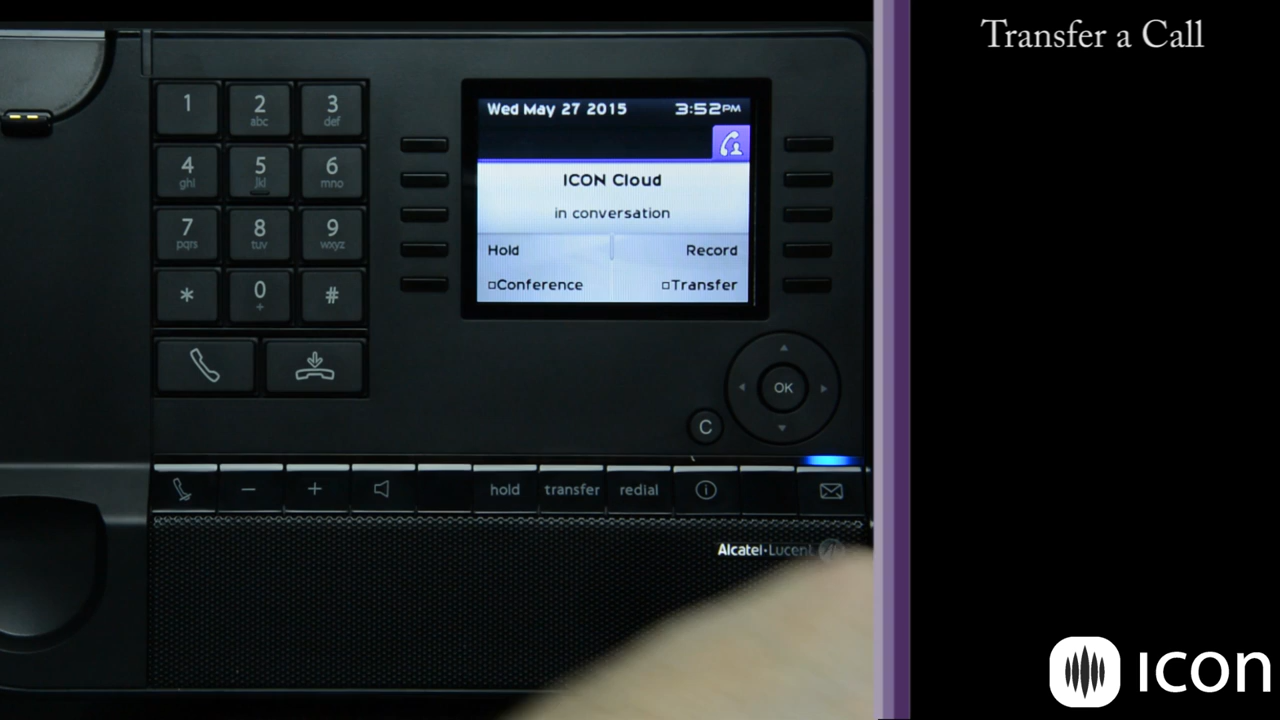 Transfer a Call
Wed May 27 2015 3:52PM
ICON Cloud
in conversation
Hold Record
Conference Transfer
1 2 abc 3 def
4 ghi 5 jkl 6 mno
7 pqrs 8 tuv 9 wxyz
* 0 + #
OK
C
− + hold transfer redial i
Alcatel·Lucent
icon